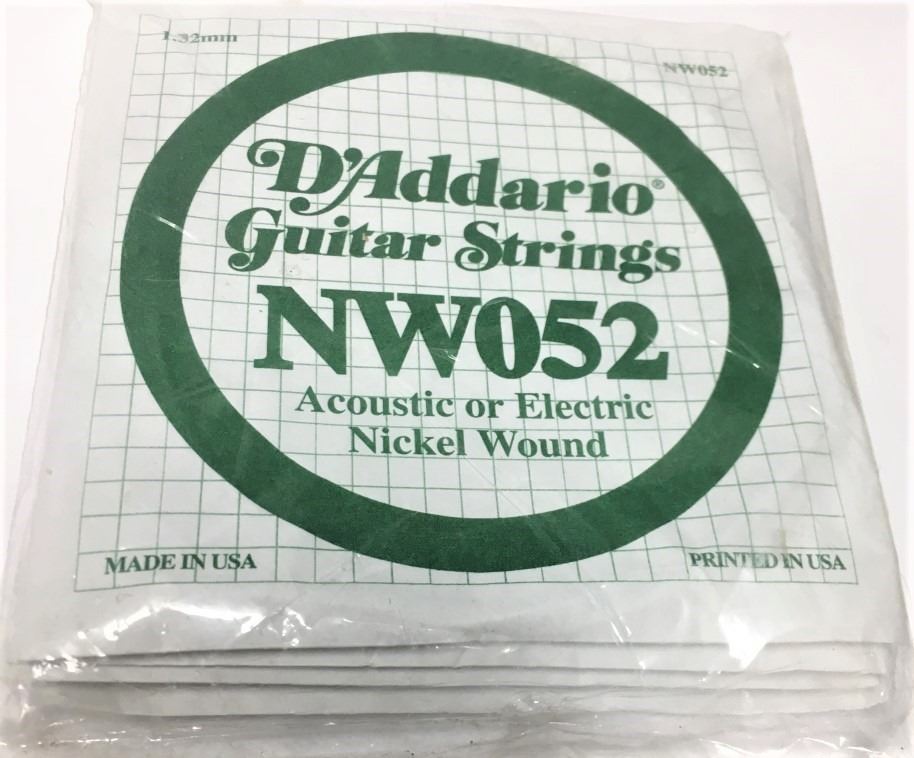 1.32mm
NW052
D'Addario®
Guitar Strings
NW052
Acoustic or Electric
Nickel Wound
MADE IN USA
PRINTED IN USA